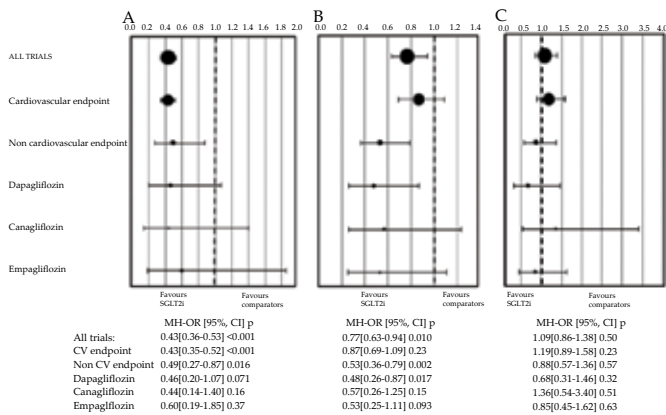 A B C
0.0 0.2 0.4 0.6 0.8 1.0 1.2 1.4 1.6 1.8 2.0
0.0 0.2 0.4 0.6 0.8 1.0 1.2 1.4
0.0 0.5 1.0 1.5 2.0 2.5 3.0 3.5 4.0
ALL TRIALS
Cardiovascular endpoint
Non cardiovascular endpoint
Dapagliflozin
Canagliflozin
Empagliflozin
Favours SGLT2i
Favours comparators
Favours SGLT2i
Favours comparators
Favours SGLT2i
Favours comparators
MH-OR [95%, CI] p MH-OR [95%, CI] p MH-OR [95%, CI] p
All trials: 0.43[0.36-0.53] <0.001 0.77[0.63-0.94] 0.010 1.09[0.86-1.38] 0.50
CV endpoint 0.43[0.35-0.52] <0.001 0.87[0.69-1.09] 0.23 1.19[0.89-1.58] 0.23
Non CV endpoint 0.49[0.27-0.87] 0.016 0.53[0.36-0.79] 0.002 0.88[0.57-1.36] 0.57
Dapagliflozin 0.46[0.20-1.07] 0.071 0.48[0.26-0.87] 0.017 0.68[0.31-1.46] 0.32
Canagliflozin 0.44[0.14-1.40] 0.16 0.57[0.26-1.25] 0.15 1.36[0.54-3.40] 0.51
Empaglflozin 0.60[0.19-1.85] 0.37 0.53[0.25-1.11] 0.093 0.85[0.45-1.62] 0.63